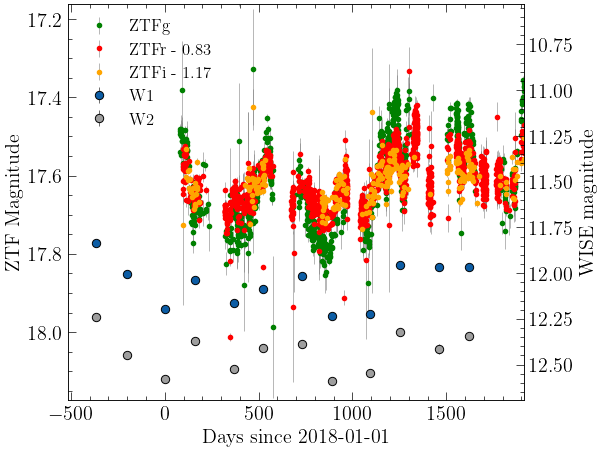 17.2
17.4
17.6
17.8
18.0
ZTF Magnitude
ZTFg
ZTFr - 0.83
ZTFi - 1.17
W1
W2
10.75
11.00
11.25
11.50
11.75
12.00
12.25
12.50
WISE magnitude
−500
0
500
1000
1500
Days since 2018-01-01